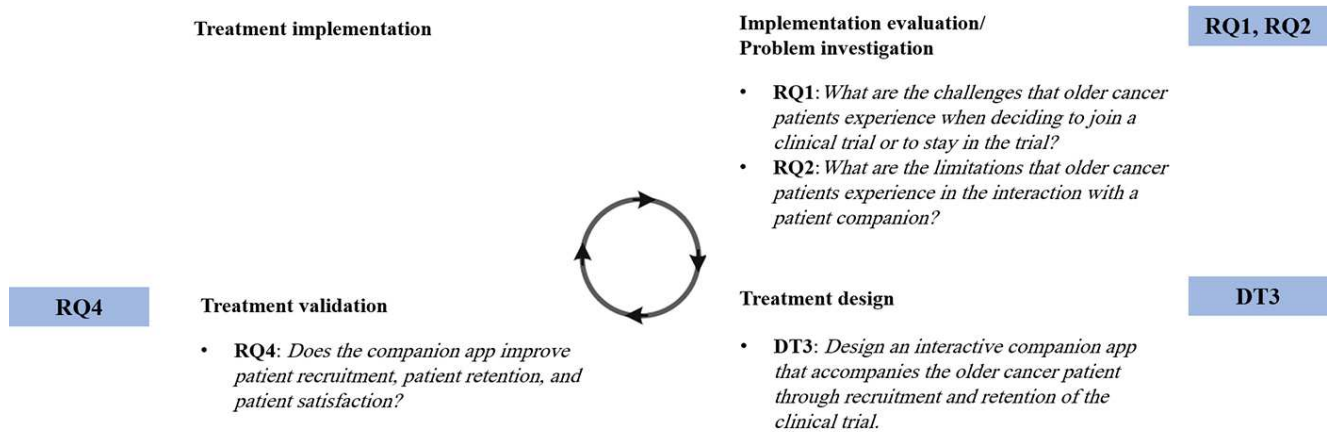 Treatment implementation
Implementation evaluation/
Problem investigation
RQ1, RQ2
• RQ1: What are the challenges that older cancer
patients experience when deciding to join a
clinical trial or to stay in the trial?
• RQ2: What are the limitations that older cancer
patients experience in the interaction with a
patient companion?
RQ4
Treatment validation
• RQ4: Does the companion app improve
patient recruitment, patient retention, and
patient satisfaction?
Treatment design
DT3
• DT3: Design an interactive companion app
that accompanies the older cancer patient
through recruitment and retention of the
clinical trial.